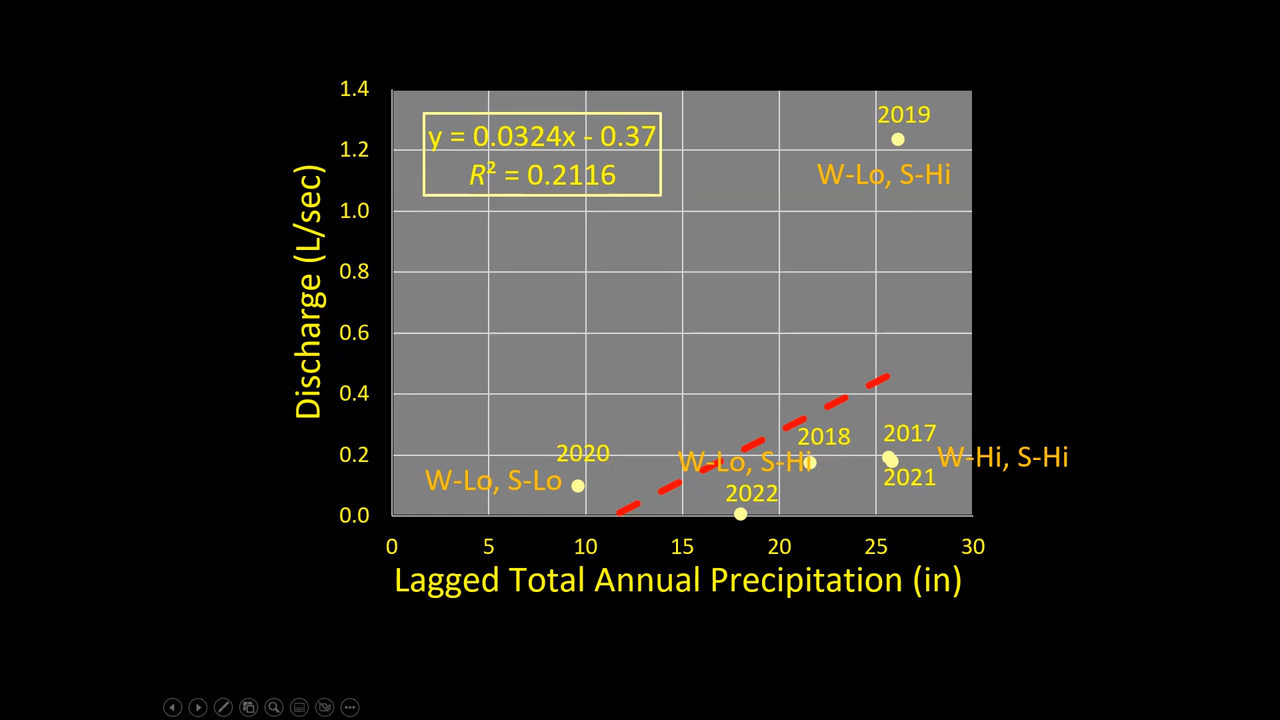 1.4
1.2
1.0
0.8
0.6
0.4
0.2
0.0
Discharge (L/sec)
y = 0.0324x - 0.37
R² = 0.2116
2019
W-Lo, S-Hi
2018
2017
2020
W-Lo, S-Hi
W-Hi, S-Hi
W-Lo, S-Lo
2021
2022
0
5
10
15
20
25
30
Lagged Total Annual Precipitation (in)